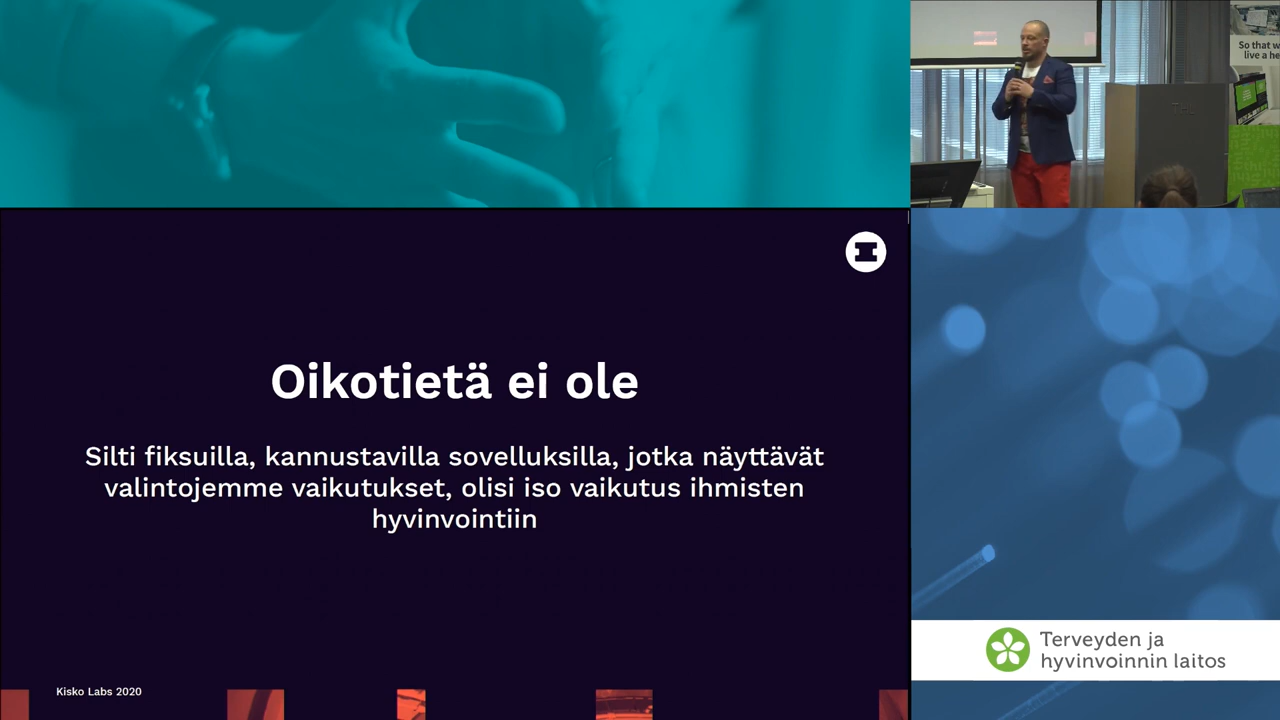 So that w
live a he
THL
Oikotietä ei ole
Silti fiksuilla, kannustavilla sovelluksilla, jotka näyttävät
valintojemme vaikutukset, olisi iso vaikutus ihmisten
hyvinvointiin
Kisko Labs 2020
Terveyden ja
hyvinvoinnin laitos